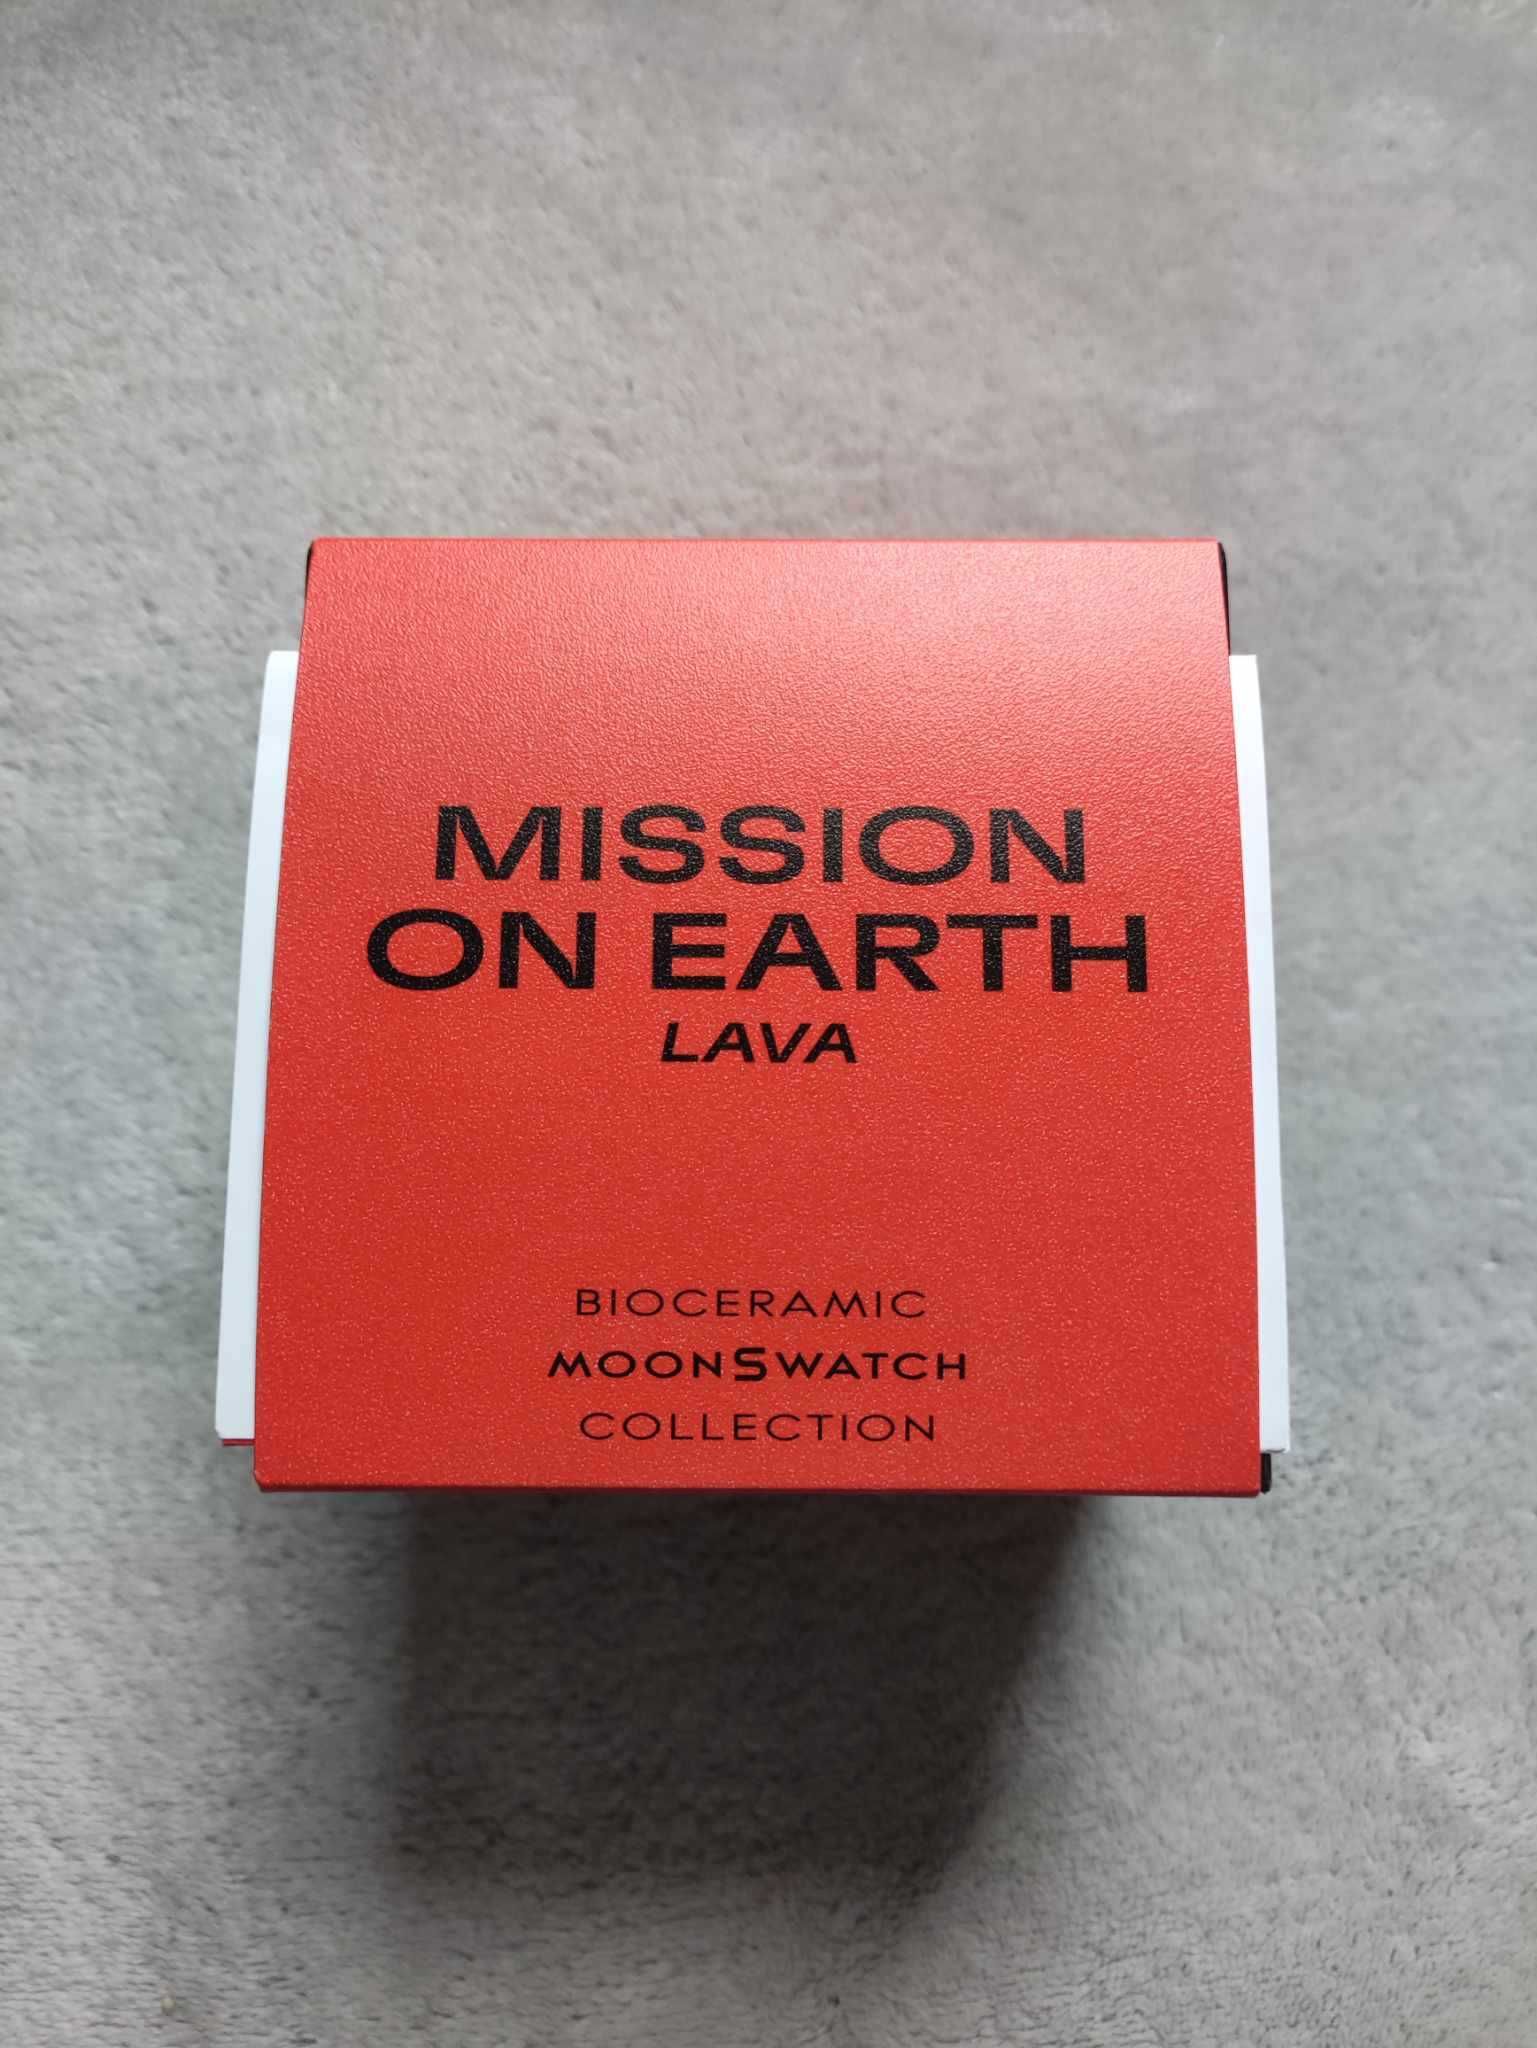 MISSION
ON EARTH
LAVA
BIOCERAMIC
MOONSWATCH
COLLECTION